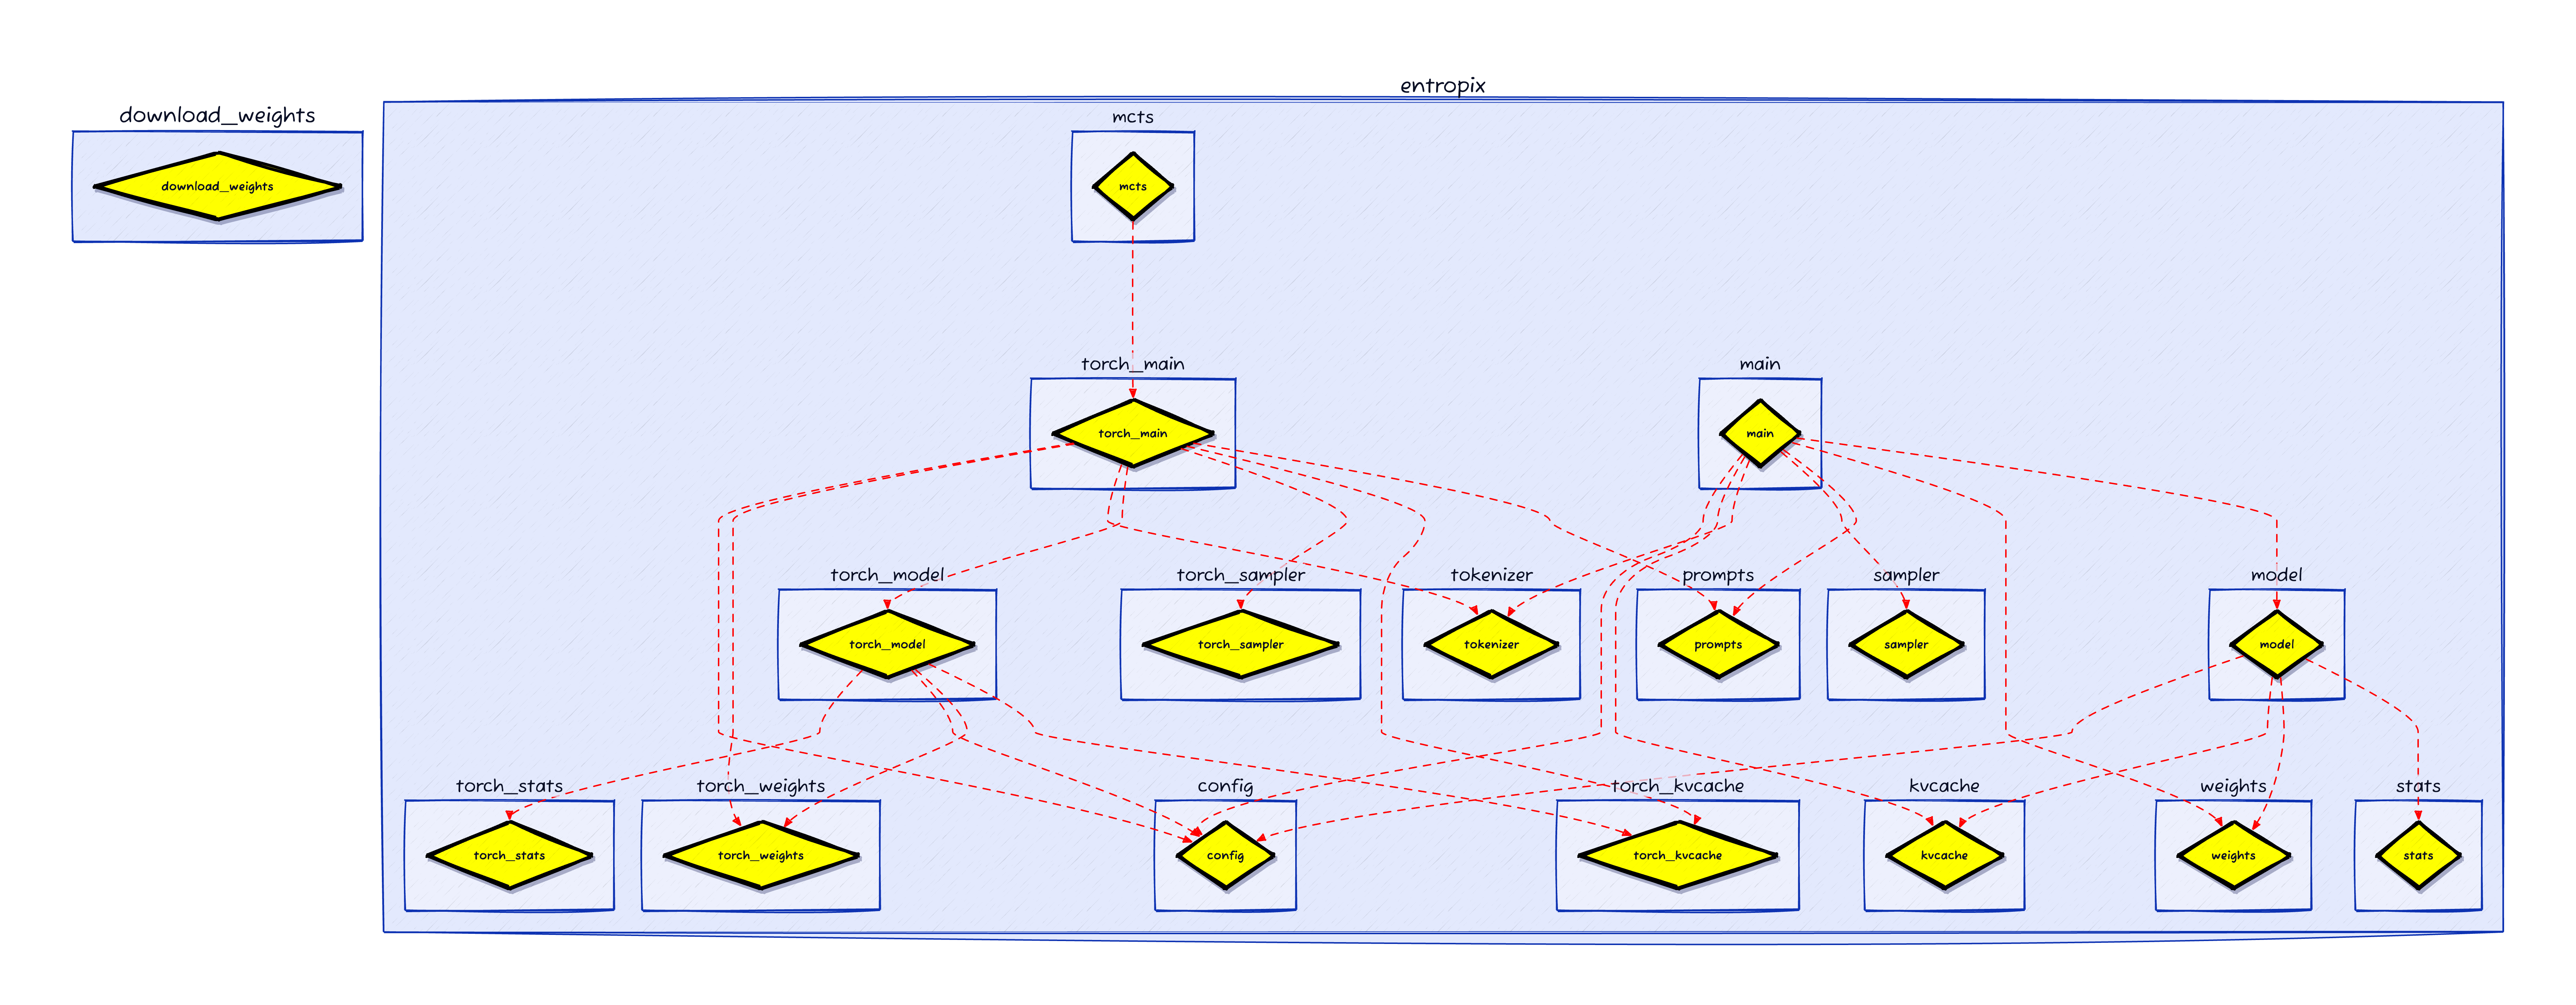 entropix
download_weights
download_weights
mcts
mcts
torch_main
torch_main
main
main
torch_model
torch_model
torch_sampler
torch_sampler
tokenizer
tokenizer
prompts
prompts
sampler
sampler
model
model
torch_stats
torch_stats
torch_weights
torch_weights
config
config
torch_kvcache
torch_kvcache
kvcache
kvcache
weights
weights
stats
stats